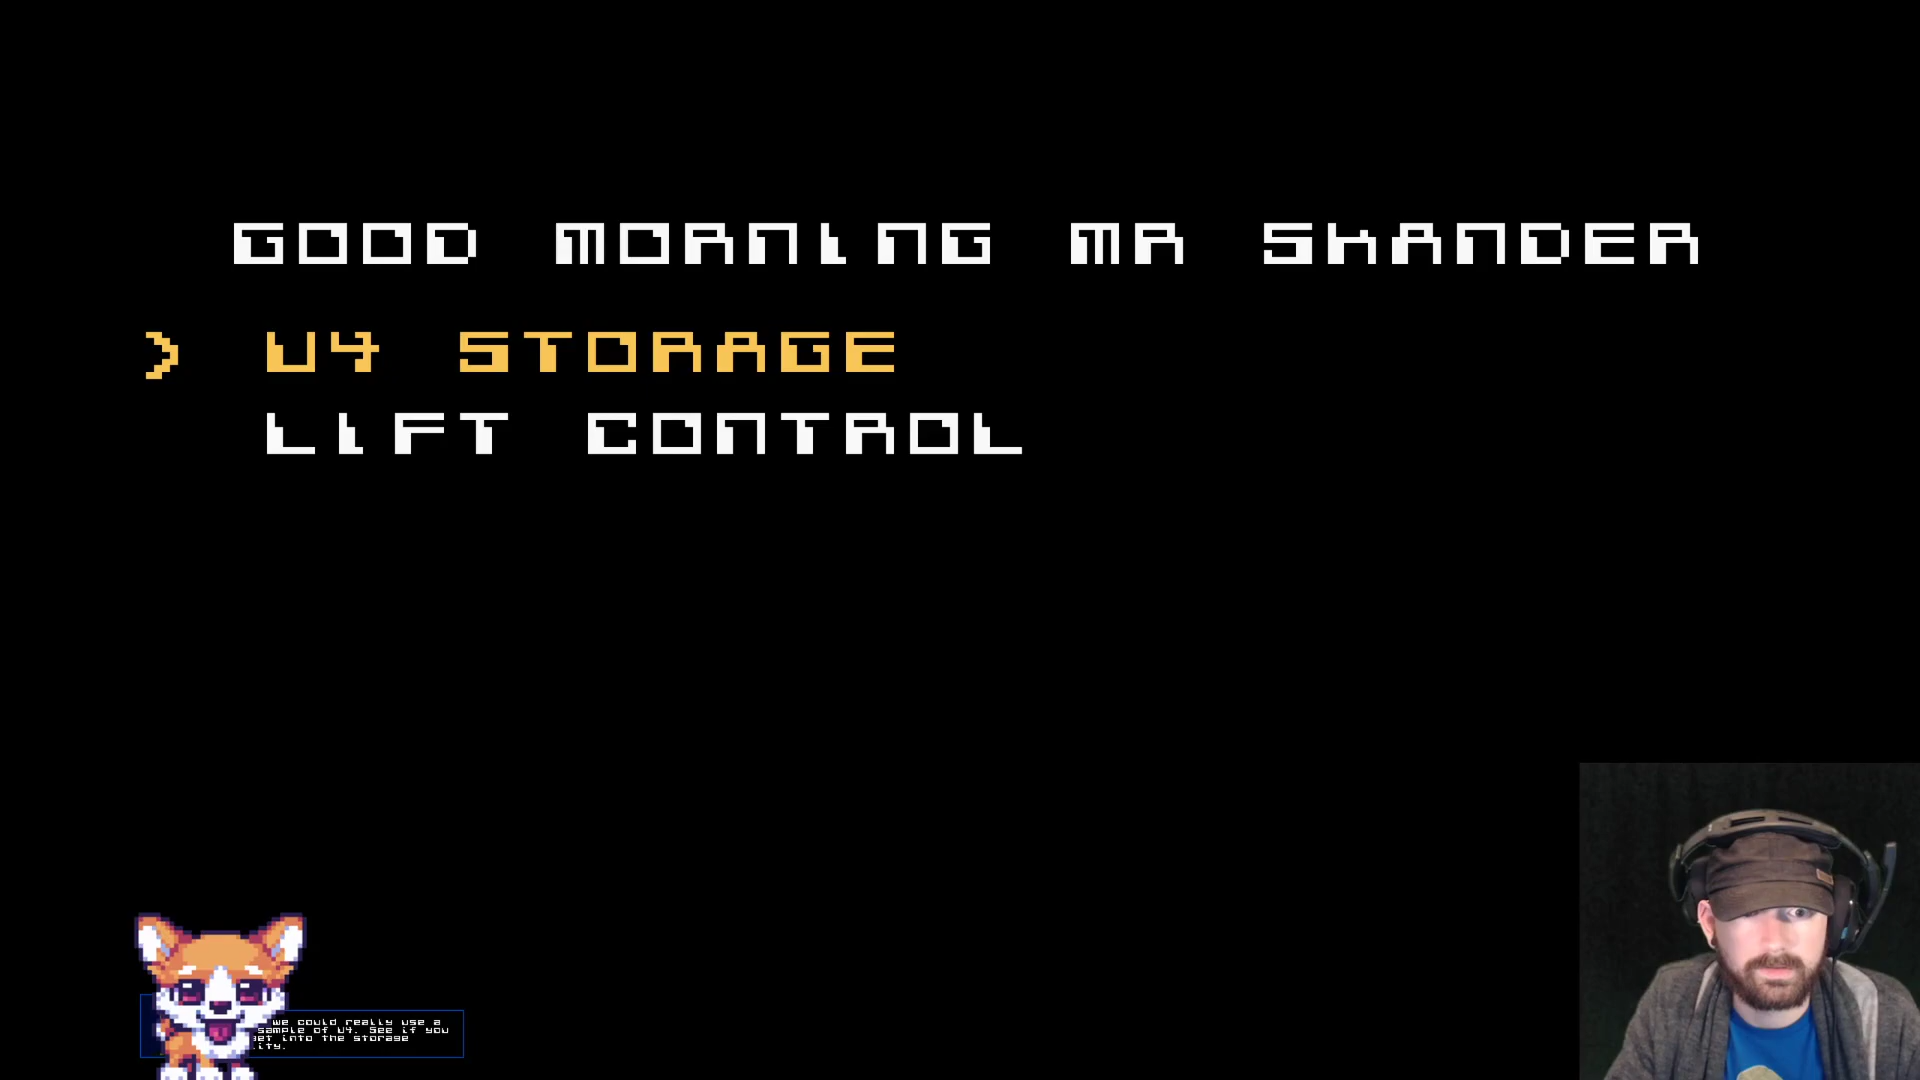 GOOD MORNING MR SKANDER
> U4 STORAGE
LIFT CONTROL
we could really use a
sample of U4. See if you
get into the storage